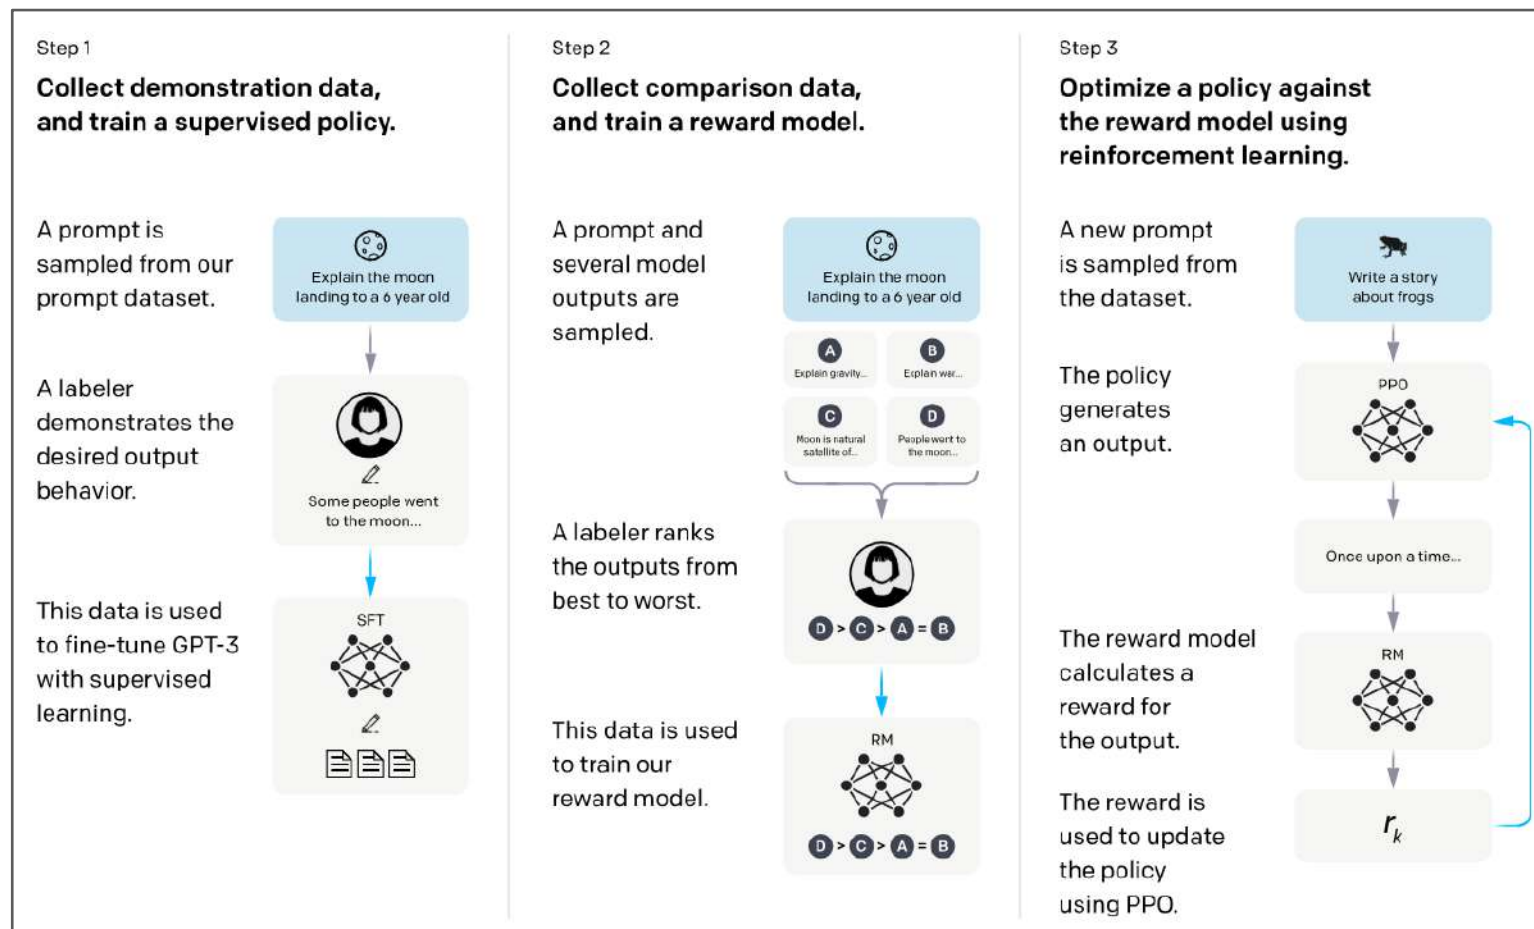 Step 1
Collect demonstration data,
and train a supervised policy.
A prompt is
sampled from our
prompt dataset.
Explain the moon
landing to a 6 year old
A labeler
demonstrates the
desired output
behavior.
Some people went
to the moon...
This data is used
to fine-tune GPT-3
with supervised
learning.
SFT
Step 2
Collect comparison data,
and train a reward model.
A prompt and
several model
outputs are
sampled.
Explain the moon
landing to a 6 year old
A
Explain gravity...
B
Explain war...
C
Moon is natural
satellite of...
D
People went to
the moon...
A labeler ranks
the outputs from
best to worst.
D > C > A = B
This data is used
to train our
reward model.
RM
D > C > A = B
Step 3
Optimize a policy against
the reward model using
reinforcement learning.
A new prompt
is sampled from
the dataset.
Write a story
about frogs
The policy
generates
an output.
PPO
Once upon a time...
The reward model
calculates a
reward for
the output.
RM
The reward is
used to update
the policy
using PPO.
r_k